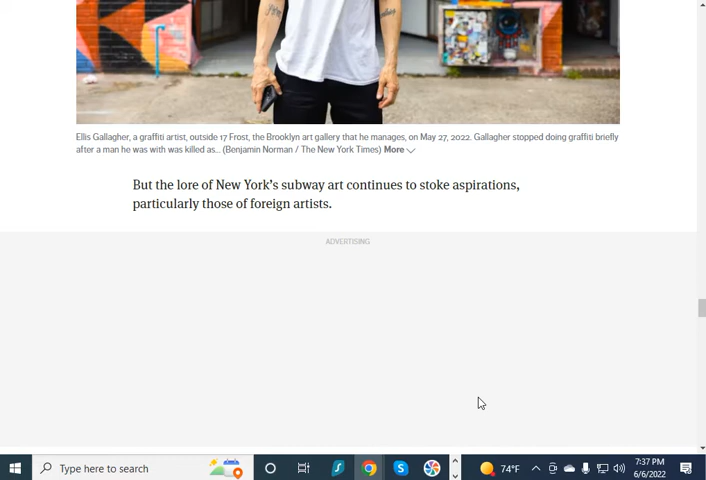 Ellis Gallagher, a graffiti artist, outside 17 Frost, the Brooklyn art gallery that he manages, on May 27, 2022. Gallagher stopped doing graffiti briefly
after a man he was with was killed as... (Benjamin Norman / The New York Times) More
But the lore of New York's subway art continues to stoke aspirations,
particularly those of foreign artists.
ADVERTISING
Type here to search
74°F
7:37 PM
6/6/2022